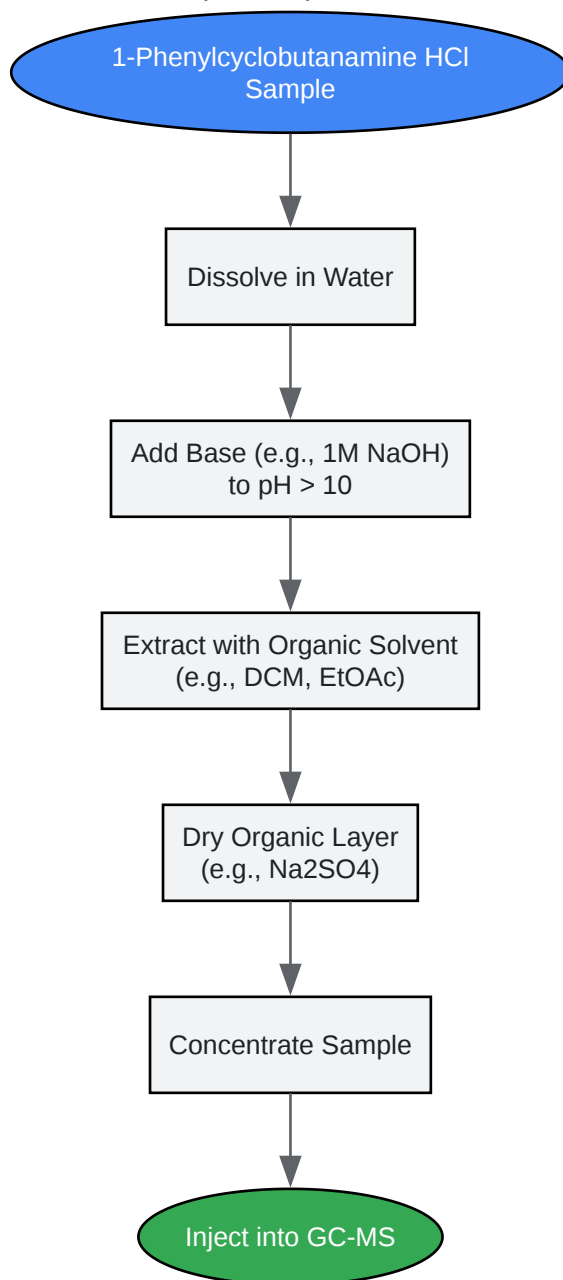 1-Phenylcyclobutanamine HCl
Sample
Dissolve in Water
Add Base (e.g., 1M NaOH)
to pH > 10
Extract with Organic Solvent
(e.g., DCM, EtOAc)
Dry Organic Layer
(e.g., Na2SO4)
Concentrate Sample
Inject into GC-MS